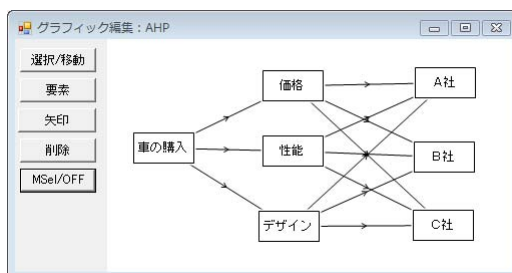 グラフィック編集：AHP
選択/移動
要素
矢印
削除
MSel/OFF
車の購入
価格
性能
デザイン
A社
B社
C社